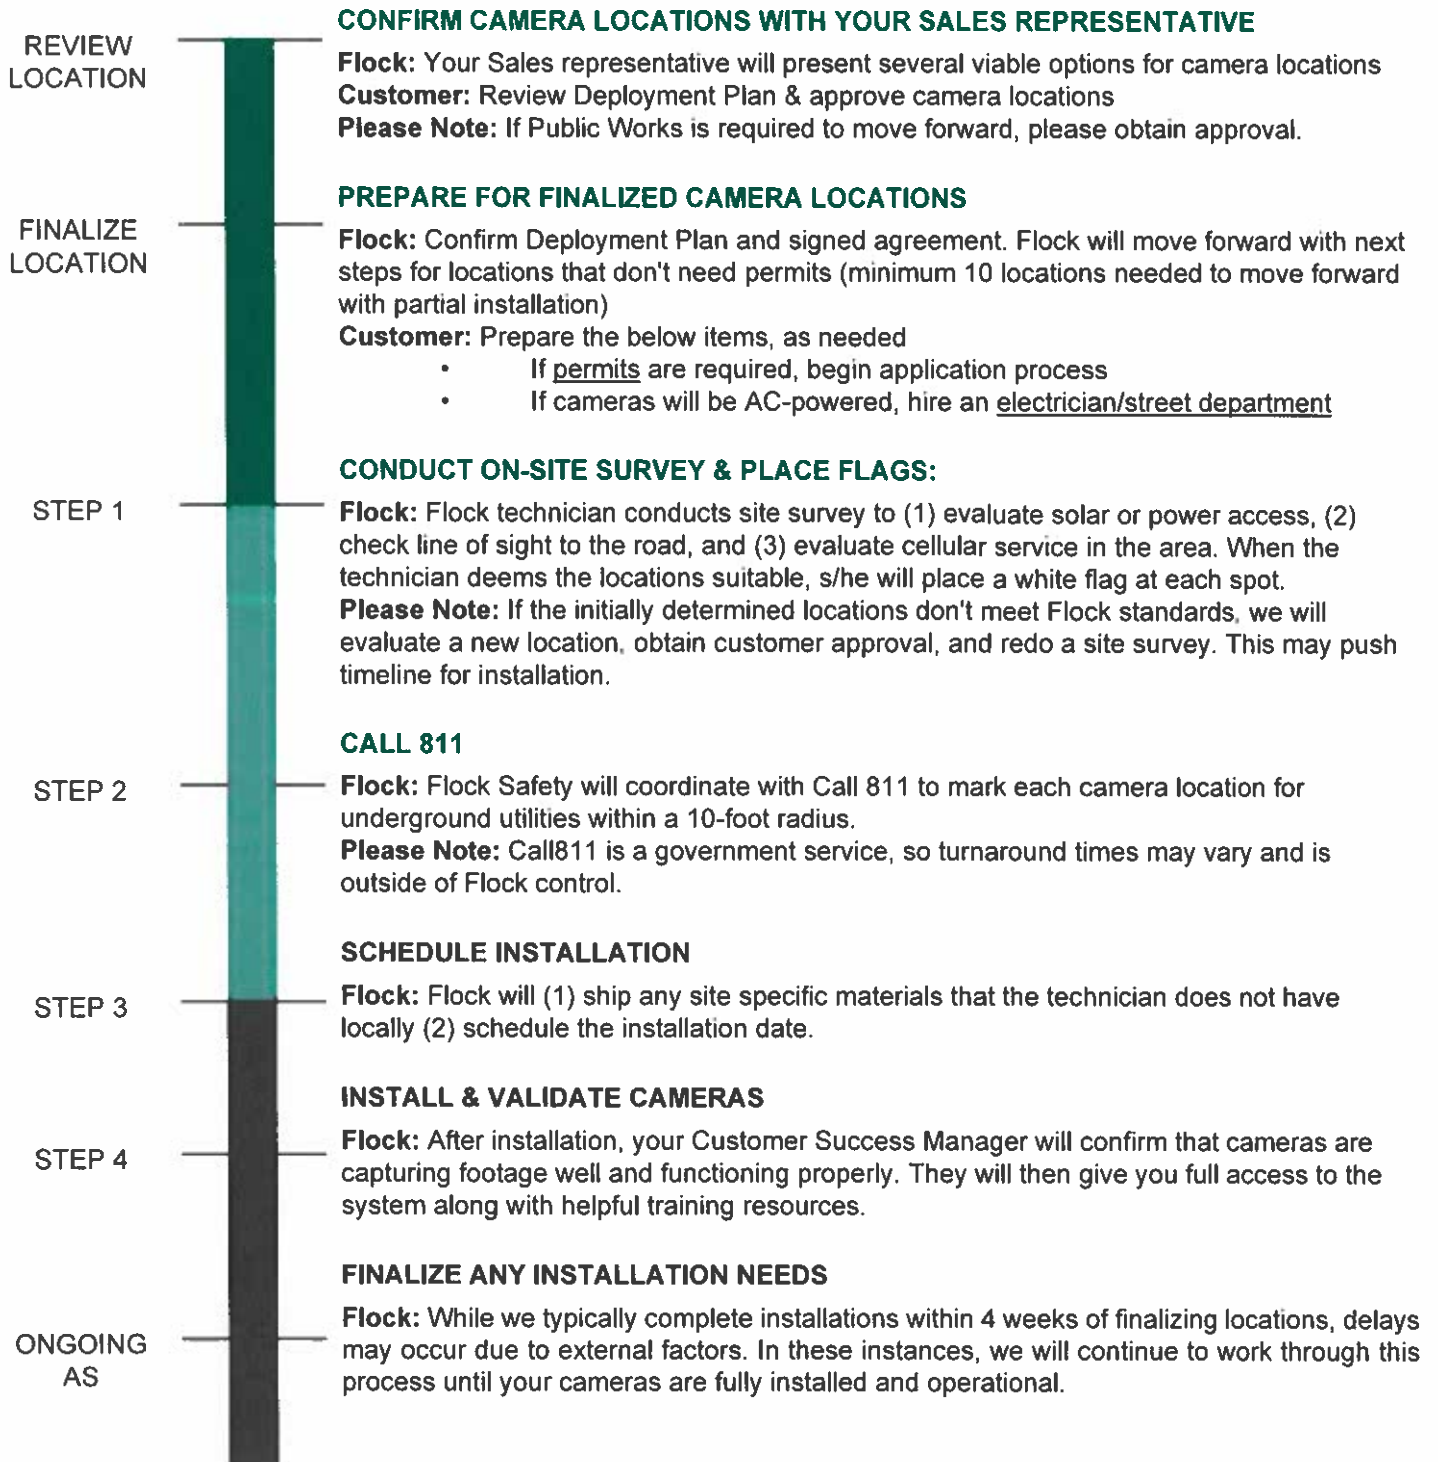 CONFIRM CAMERA LOCATIONS WITH YOUR SALES REPRESENTATIVE
REVIEW
LOCATION
Flock: Your Sales representative will present several viable options for camera locations
Customer: Review Deployment Plan & approve camera locations
Please Note: If Public Works is required to move forward, please obtain approval.
PREPARE FOR FINALIZED CAMERA LOCATIONS
FINALIZE
LOCATION
Flock: Confirm Deployment Plan and signed agreement. Flock will move forward with next
steps for locations that don't need permits (minimum 10 locations needed to move forward
with partial installation)
Customer: Prepare the below items, as needed
• If permits are required, begin application process
• If cameras will be AC-powered, hire an electrician/street department
CONDUCT ON-SITE SURVEY & PLACE FLAGS:
STEP 1
Flock: Flock technician conducts site survey to (1) evaluate solar or power access, (2)
check line of sight to the road, and (3) evaluate cellular service in the area. When the
technician deems the locations suitable, s/he will place a white flag at each spot.
Please Note: If the initially determined locations don't meet Flock standards, we will
evaluate a new location, obtain customer approval, and redo a site survey. This may push
timeline for installation.
CALL 811
STEP 2
Flock: Flock Safety will coordinate with Call 811 to mark each camera location for
underground utilities within a 10-foot radius.
Please Note: Call811 is a government service, so turnaround times may vary and is
outside of Flock control.
SCHEDULE INSTALLATION
STEP 3
Flock: Flock will (1) ship any site specific materials that the technician does not have
locally (2) schedule the installation date.
INSTALL & VALIDATE CAMERAS
STEP 4
Flock: After installation, your Customer Success Manager will confirm that cameras are
capturing footage well and functioning properly. They will then give you full access to the
system along with helpful training resources.
FINALIZE ANY INSTALLATION NEEDS
ONGOING
AS
Flock: While we typically complete installations within 4 weeks of finalizing locations, delays
may occur due to external factors. In these instances, we will continue to work through this
process until your cameras are fully installed and operational.